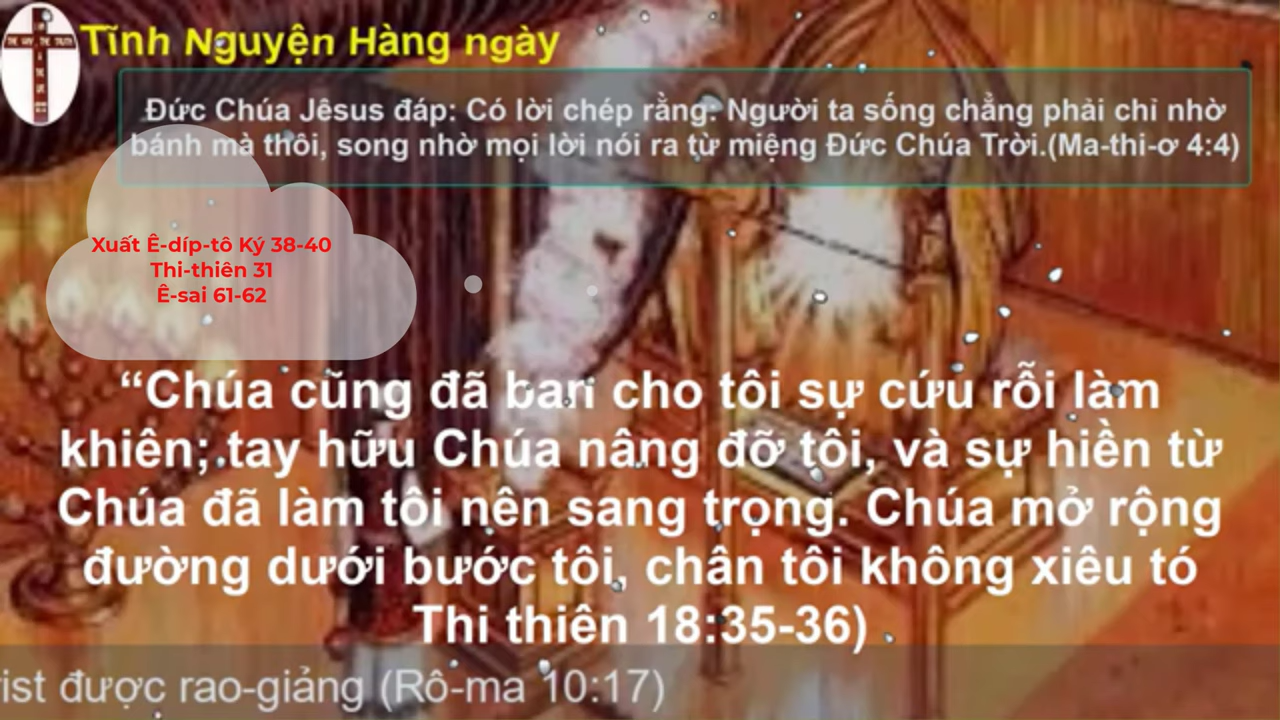 Tĩnh Nguyện Hàng ngày
Đức Chúa Jêsus đáp: Có lời chép rằng: Người ta sống chẳng phải chỉ nhờ
bánh mà thôi, song nhờ mọi lời nói ra từ miệng Đức Chúa Trời.(Ma-thi-ơ 4:4)
Xuất Ê-díp-tô Ký 38-40
Thi-thiên 31
Ê-sai 61-62
“Chúa cũng đã ban cho tôi sự cứu rỗi làm
khiên; tay hữu Chúa nâng đỡ tôi, và sự hiền từ
Chúa đã làm tôi nên sang trọng. Chúa mở rộng
đường dưới bước tôi, chân tôi không xiêu tó
Thi thiên 18:35-36)
ist được rao-giảng (Rô-ma 10:17)